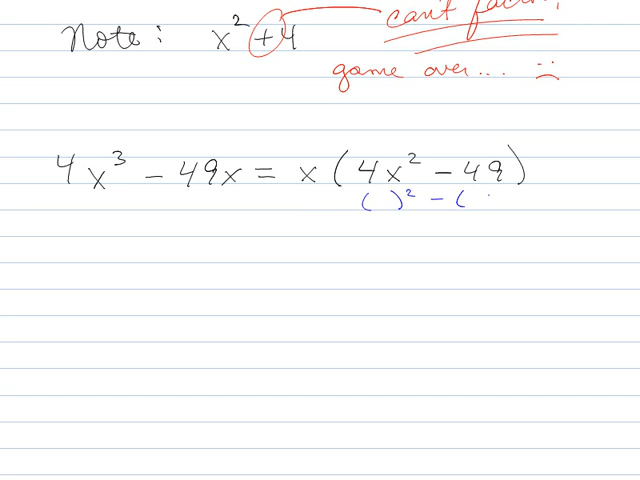 can't factor!
Note: x² + 4
game over... ☹
4x³ - 49x = x (4x² - 49)
( )² - (